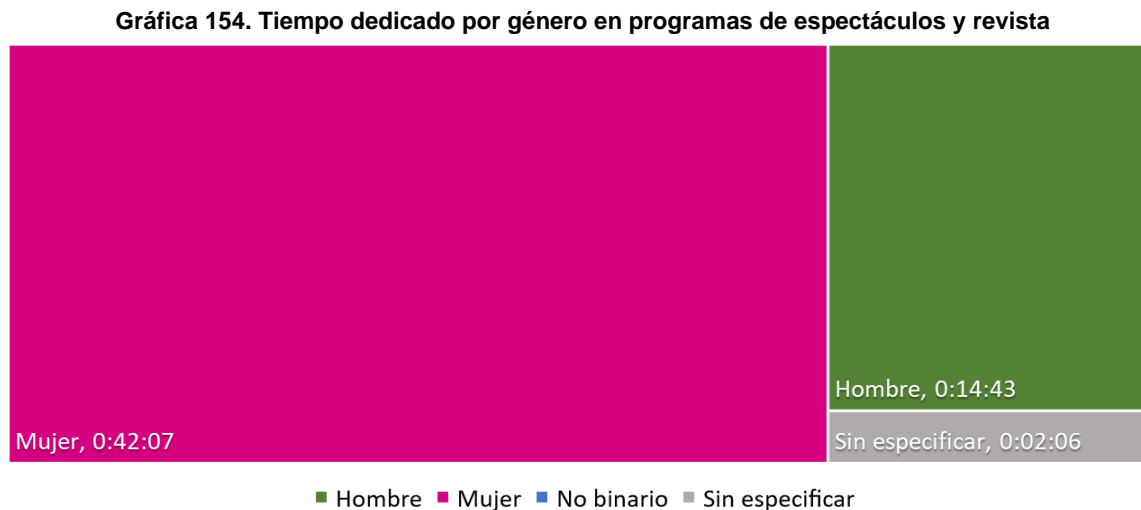 Gráfica 154. Tiempo dedicado por género en programas de espectáculos y revista
Hombre, 0:14:43
Mujer, 0:42:07
Sin especificar, 0:02:06
Hombre Mujer No binario Sin especificar